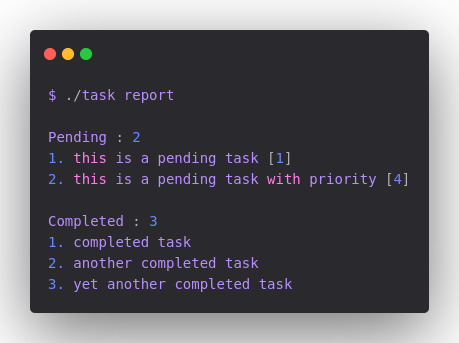 $ ./task report
Pending : 2
1. this is a pending task [1]
2. this is a pending task with priority [4]
Completed : 3
1. completed task
2. another completed task
3. yet another completed task